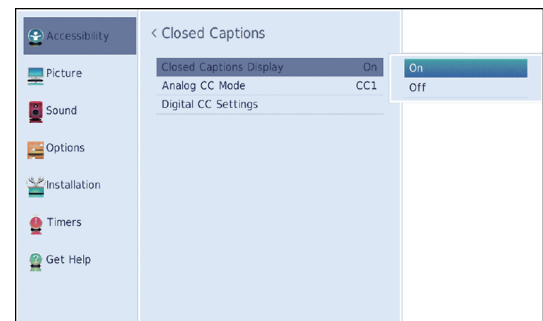 Accessibility
Picture
Sound
Options
Installation
Timers
Get Help
< Closed Captions
Closed Captions Display On
Analog CC Mode CC1
Digital CC Settings
On
Off